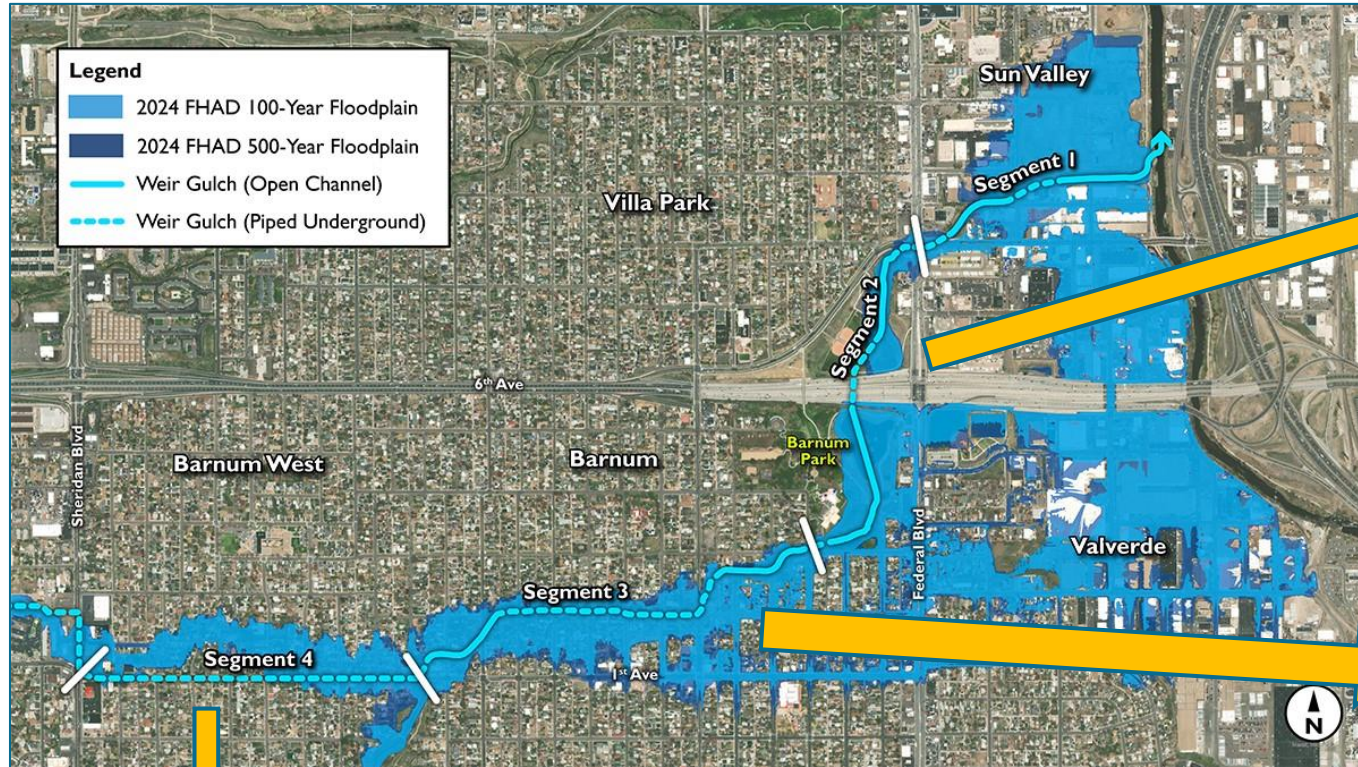 Legend
2024 FHAD 100-Year Floodplain
2024 FHAD 500-Year Floodplain
Weir Gulch (Open Channel)
Weir Gulch (Piped Underground)
Sun Valley
Segment 1
Villa Park
Segment 2
6th Ave
Barnum Park
Sheridan Blvd
Barnum West
Barnum
Federal Blvd
Valverde
Segment 3
Segment 4
1st Ave
N